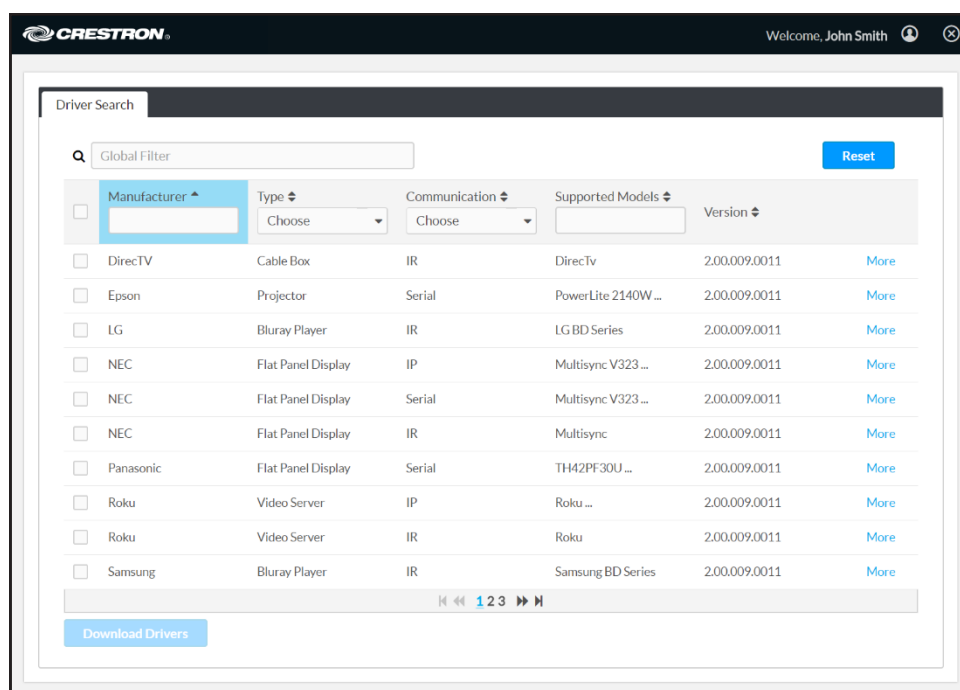 CRESTRON®
Welcome, John Smith
Driver Search
Global Filter
Reset
Manufacturer Type Communication Supported Models Version
Choose Choose
DirecTV Cable Box IR DirecTv 2.00.009.0011 More
Epson Projector Serial PowerLite 2140W ... 2.00.009.0011 More
LG Bluray Player IR LG BD Series 2.00.009.0011 More
NEC Flat Panel Display IP Multisync V323 ... 2.00.009.0011 More
NEC Flat Panel Display Serial Multisync V323 ... 2.00.009.0011 More
NEC Flat Panel Display IR Multisync 2.00.009.0011 More
Panasonic Flat Panel Display Serial TH42PF30U ... 2.00.009.0011 More
Roku Video Server IP Roku ... 2.00.009.0011 More
Roku Video Server IR Roku 2.00.009.0011 More
Samsung Bluray Player IR Samsung BD Series 2.00.009.0011 More
1 2 3
Download Drivers